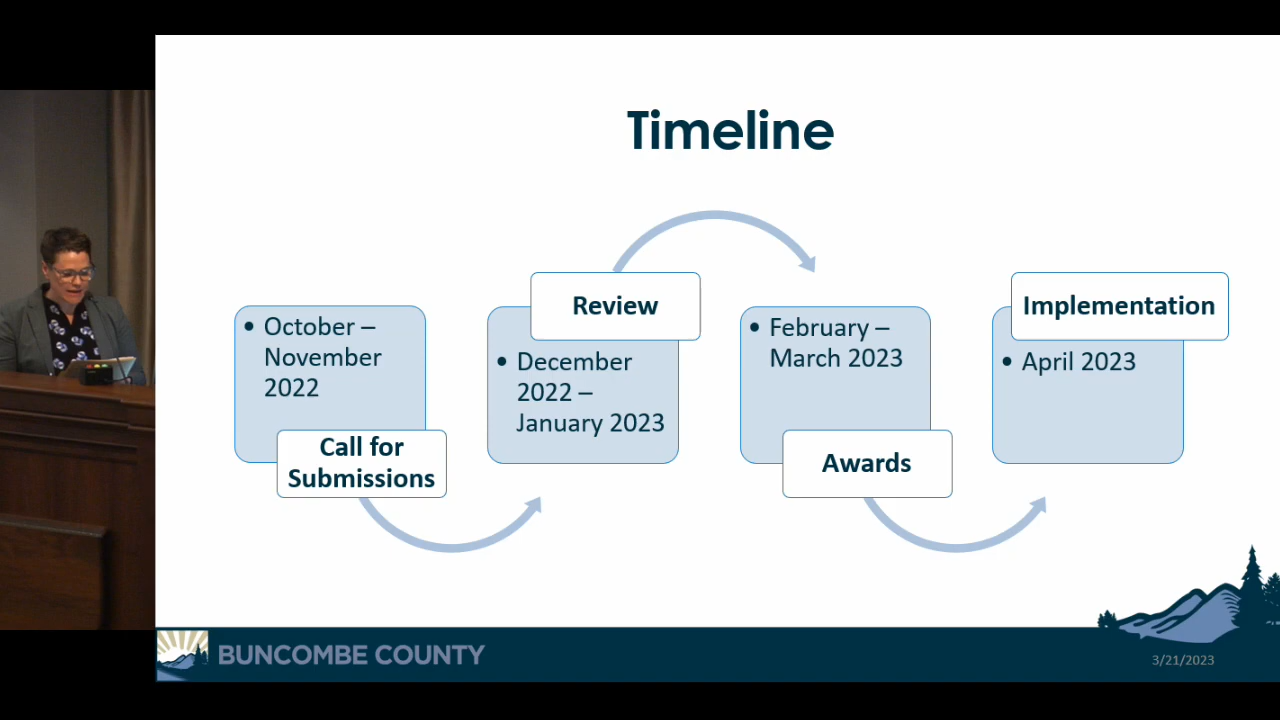 Timeline
• October –
November
2022
Call for
Submissions
Review
• December
2022 –
January 2023
• February –
March 2023
Awards
Implementation
• April 2023
BUNCOMBE COUNTY
3/21/2023